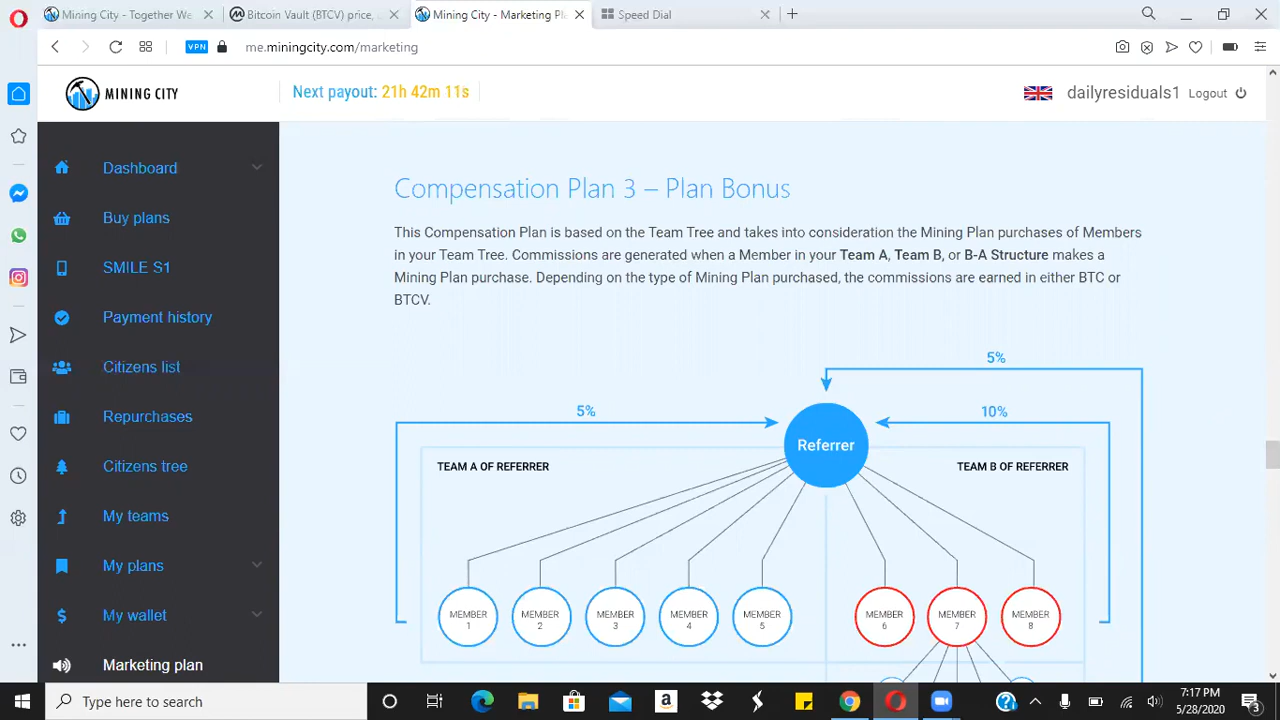 Mining City - Together We
Bitcoin Vault (BTCV) price,
Mining City - Marketing Pl
Speed Dial
VPN
me.miningcity.com/marketing
MINING CITY
Next payout: 21h 42m 11s
dailyresiduals1
Logout
Dashboard
Buy plans
SMILE S1
Payment history
Citizens list
Repurchases
Citizens tree
My teams
My plans
My wallet
Marketing plan
Compensation Plan 3 – Plan Bonus
This Compensation Plan is based on the Team Tree and takes into consideration the Mining Plan purchases of Members
in your Team Tree. Commissions are generated when a Member in your Team A, Team B, or B-A Structure makes a
Mining Plan purchase. Depending on the type of Mining Plan purchased, the commissions are earned in either BTC or
BTCV.
5%
5%
10%
Referrer
TEAM A OF REFERRER
TEAM B OF REFERRER
MEMBER
1
MEMBER
2
MEMBER
3
MEMBER
4
MEMBER
5
MEMBER
6
MEMBER
7
MEMBER
8
Type here to search
7:17 PM
5/28/2020
3